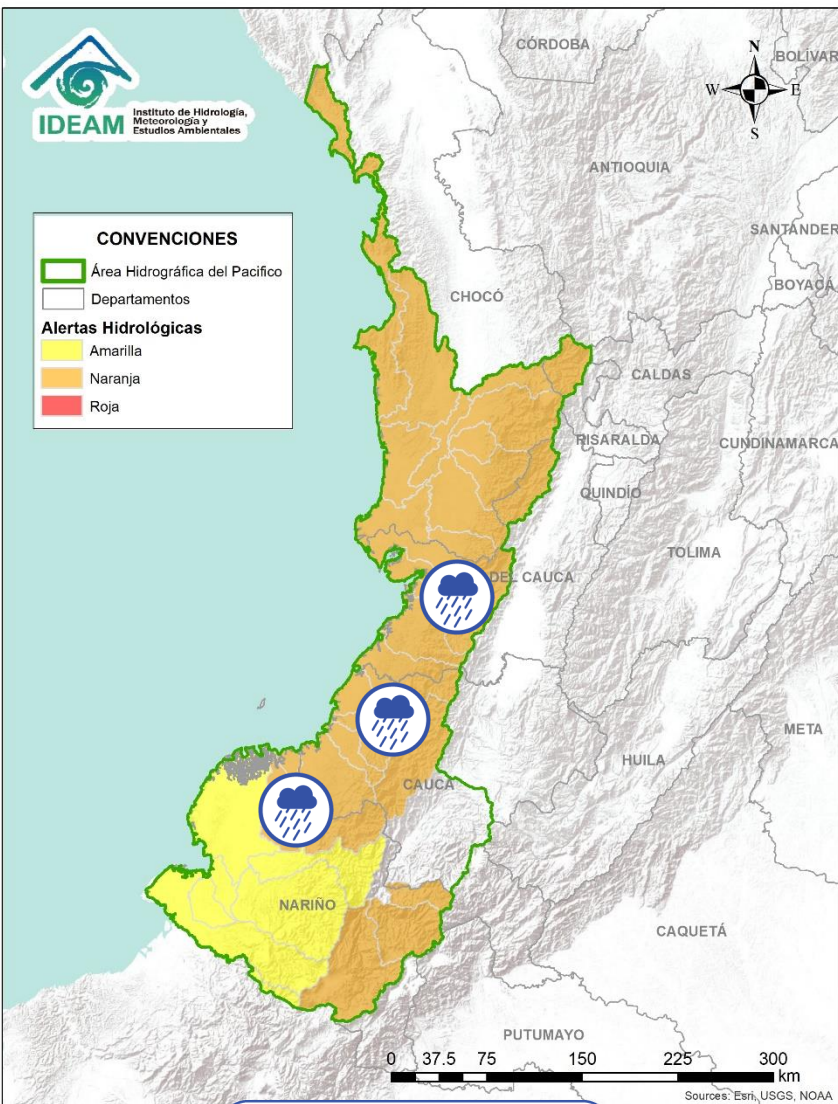 IDEAM
Instituto de Hidrología,
Meteorología y
Estudios Ambientales
CÓRDOBA
BOLÍVAR
N
W
E
S
ANTIOQUIA
SANTANDER
BOYACÁ
CONVENCIONES
Área Hidrográfica del Pacifico
Departamentos
Alertas Hidrológicas
Amarilla
Naranja
Roja
CHOCÓ
CALDAS
RISARALDA
CUNDINAMARCA
QUINDÍO
TOLIMA
DEL CAUCA
META
HUILA
CAUCA
NARIÑO
CAQUETÁ
PUTUMAYO
0 37.5 75 150 225 300
km
Sources: Esri, USGS, NOAA